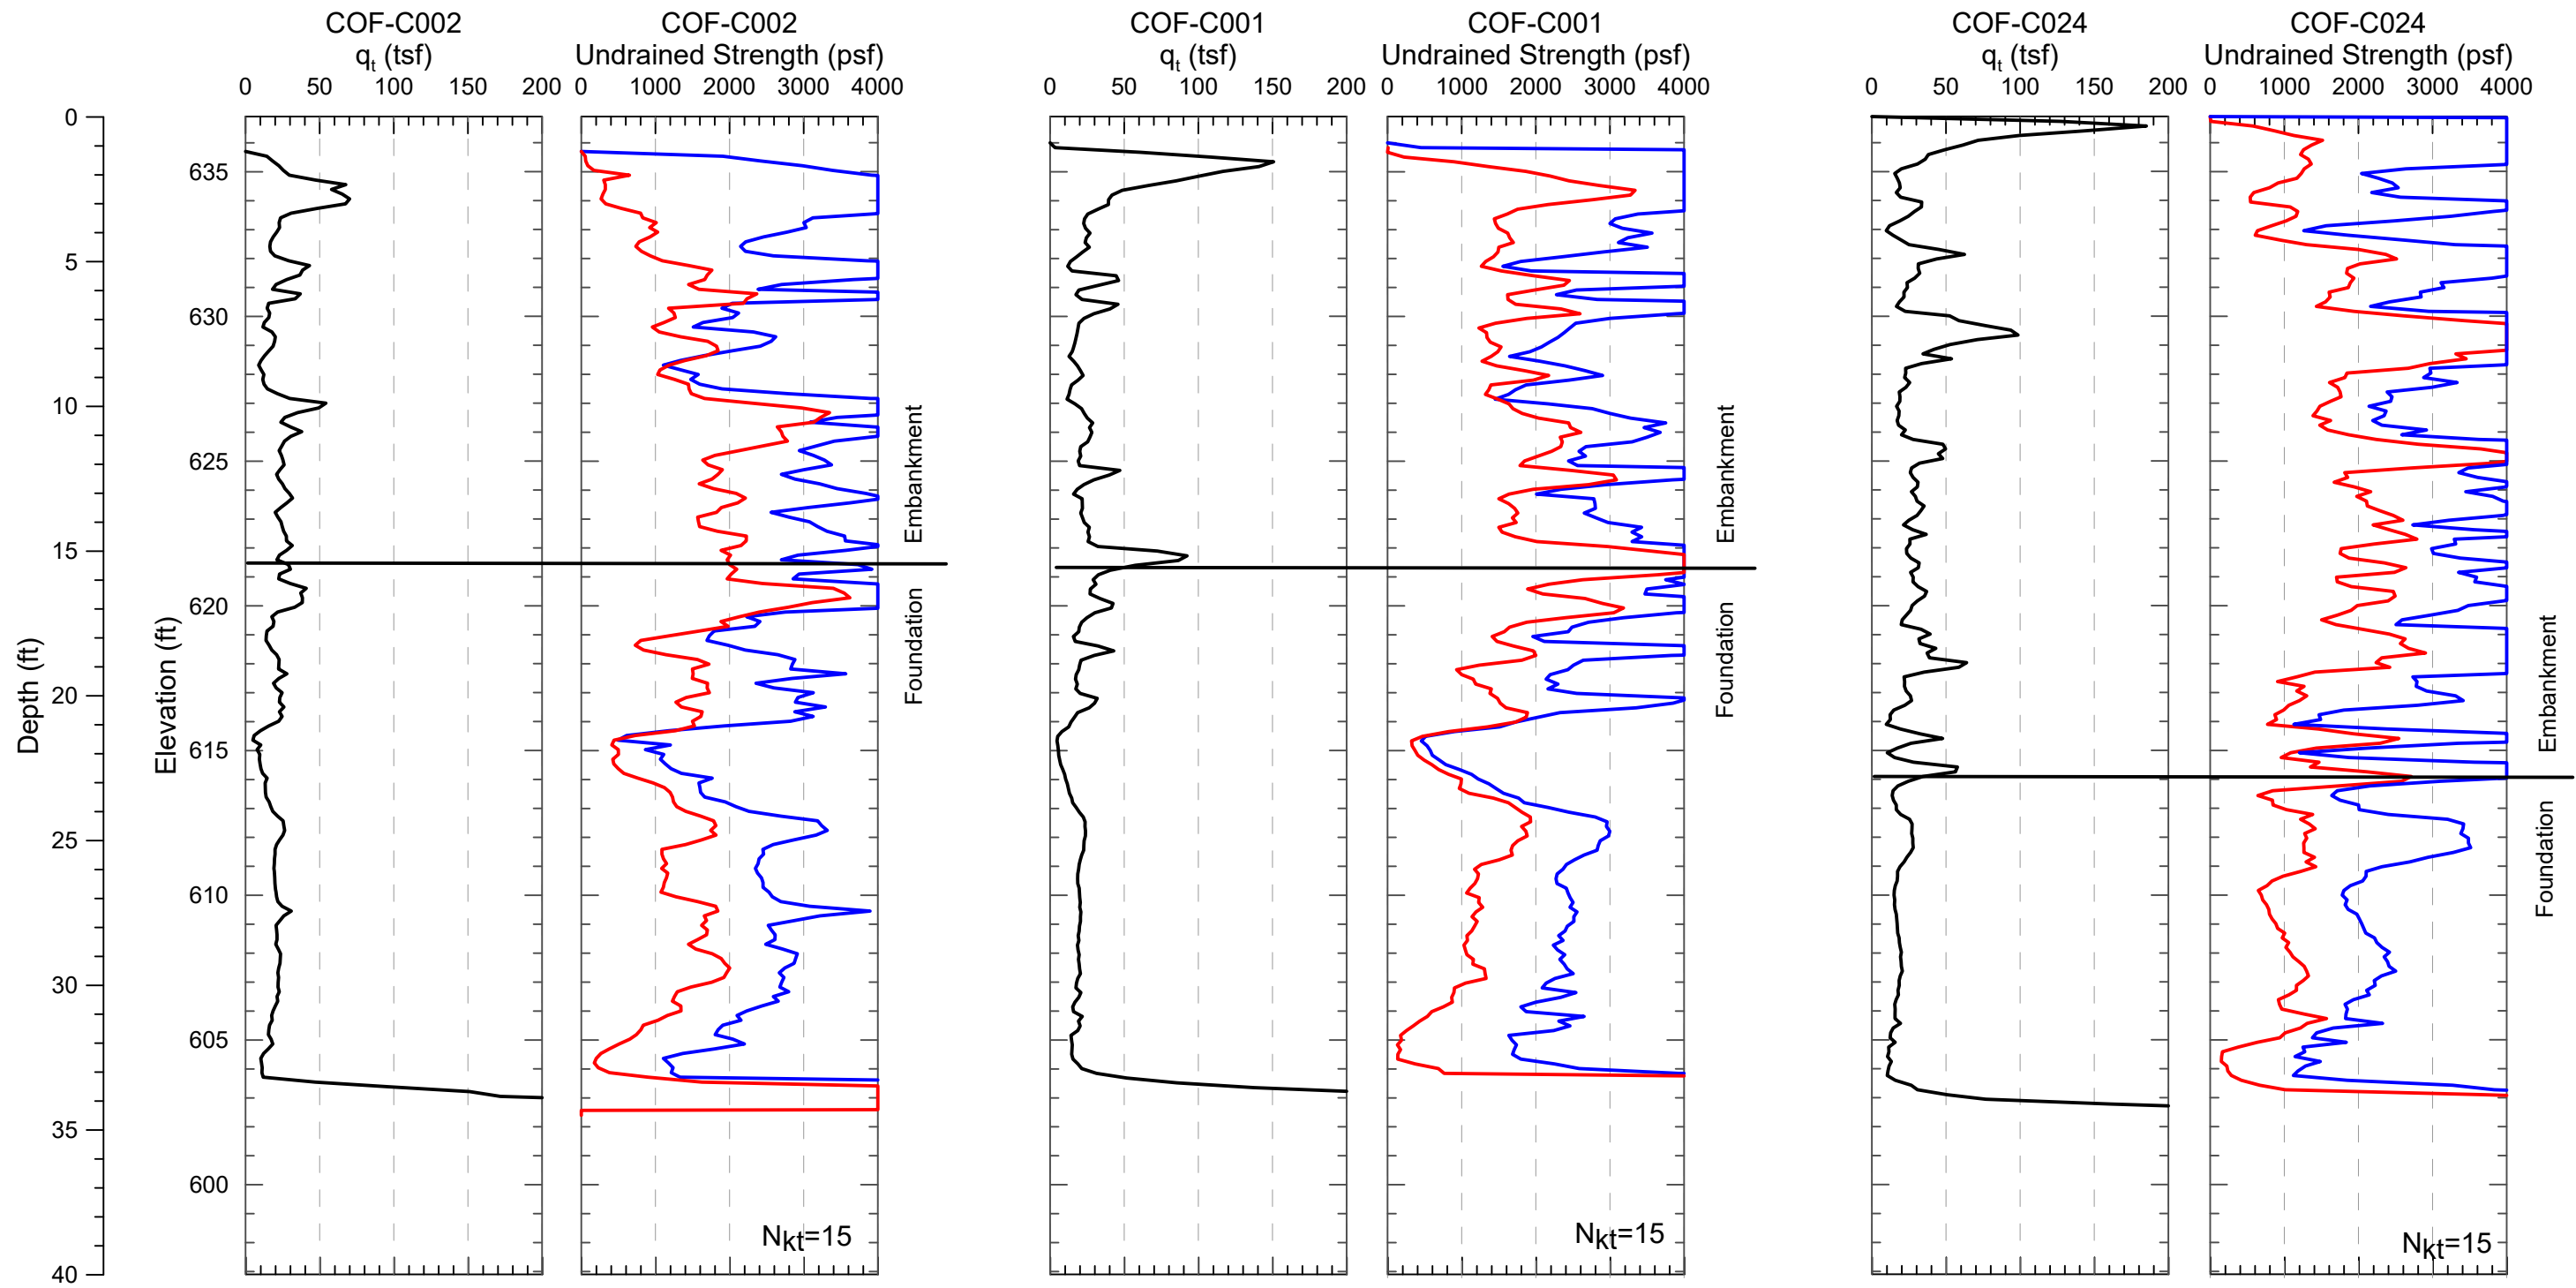 COF-C002
qt (tsf)
0 50 100 150 200
COF-C002
Undrained Strength (psf)
0 1000 2000 3000 4000
COF-C001
qt (tsf)
0 50 100 150 200
COF-C001
Undrained Strength (psf)
0 1000 2000 3000 4000
COF-C024
qt (tsf)
0 50 100 150 200
COF-C024
Undrained Strength (psf)
0 1000 2000 3000 4000
Depth (ft)
0
5
10
15
20
25
30
35
40
Elevation (ft)
635
630
625
620
615
610
605
600
Embankment
Foundation
Nkt=15
Embankment
Foundation
Nkt=15
Embankment
Foundation
Nkt=15